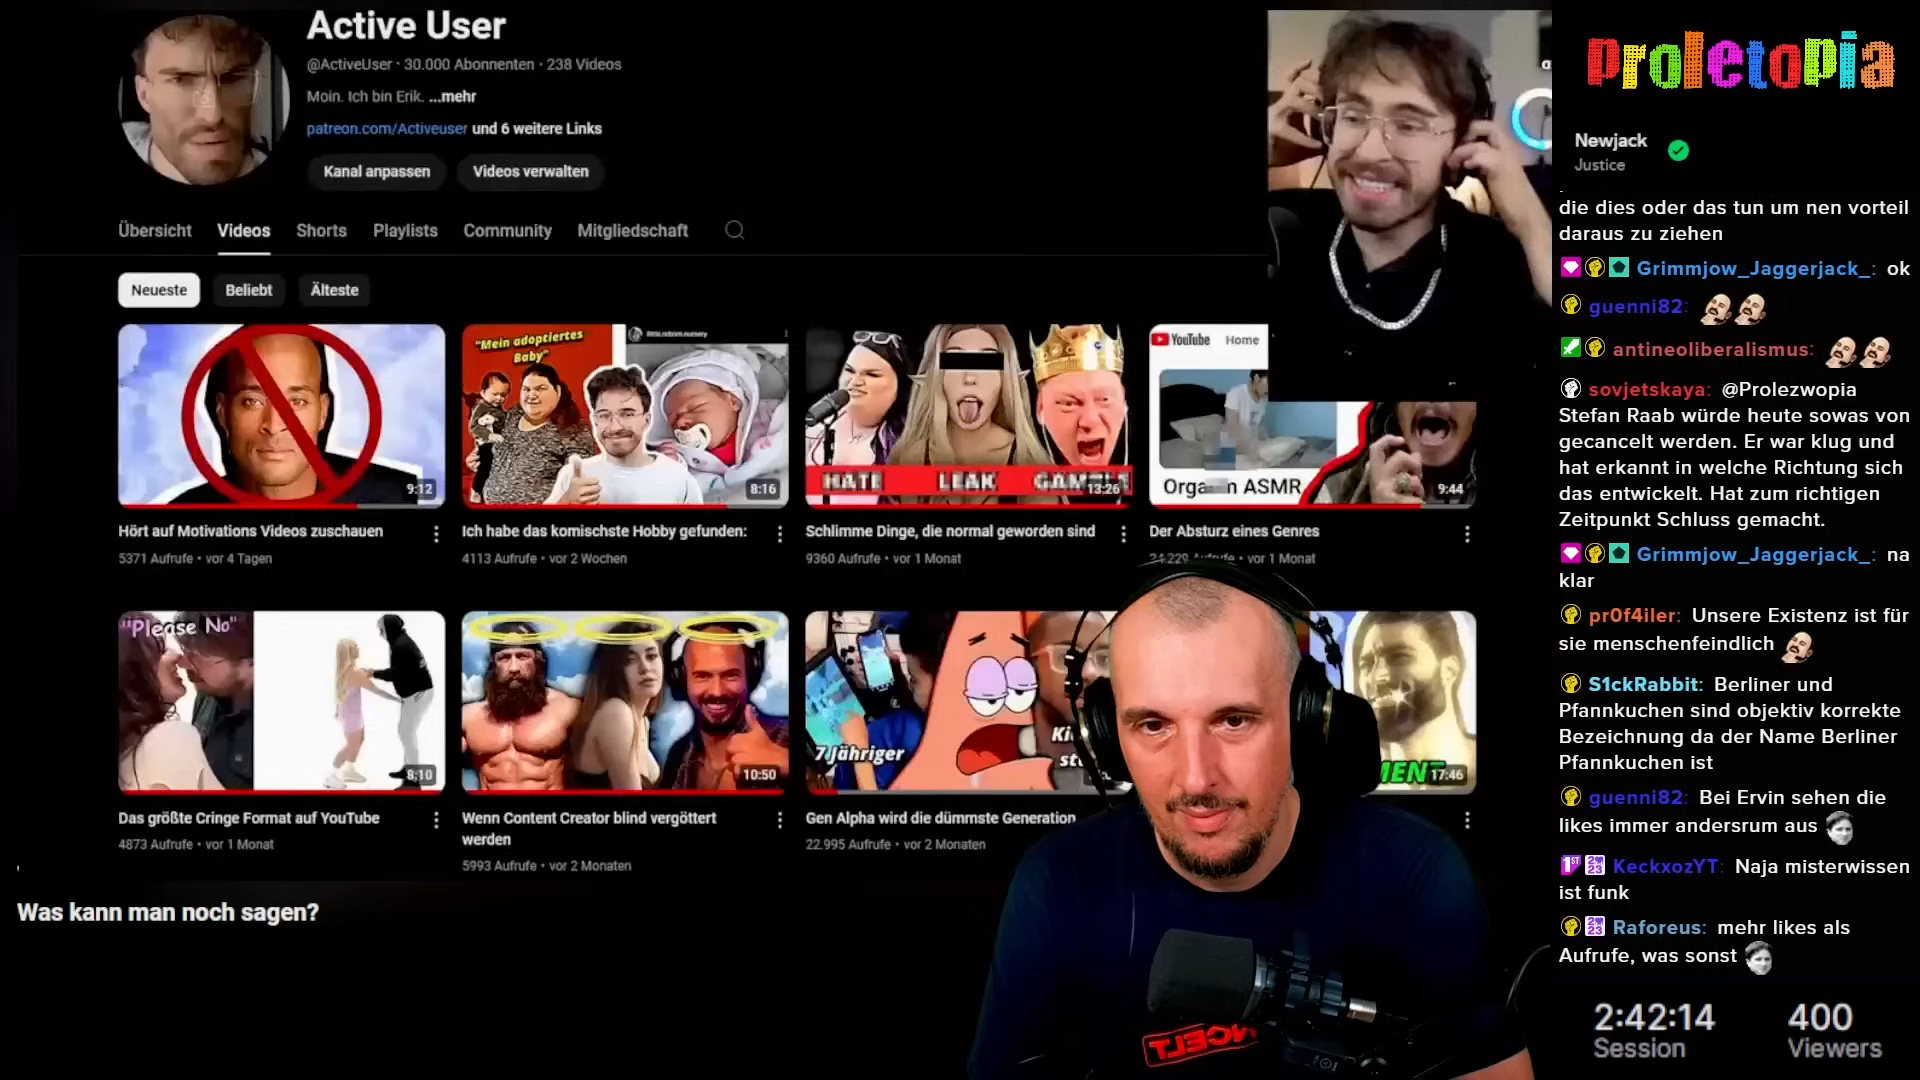 Active User
@ActiveUser · 30.000 Abonnenten · 238 Videos
Moin. Ich bin Erik. ...mehr
patreon.com/Activeuser und 6 weitere Links
Kanal anpassen
Videos verwalten
Übersicht
Videos
Shorts
Playlists
Community
Mitgliedschaft
Neueste
Beliebt
Älteste
9:12
Hört auf Motivations Videos zuschauen
5371 Aufrufe • vor 4 Tagen
"Mein adoptiertes
Baby"
8:16
Ich habe das komischste Hobby gefunden:
4113 Aufrufe • vor 2 Wochen
HATE
LEAK
13:26
Schlimme Dinge, die normal geworden sind
9360 Aufrufe • vor 1 Monat
YouTube
Home
ASMR
9:44
Der Absturz eines Genres
24.229 Aufrufe • vor 1 Monat
"Please No"
8:10
Das größte Cringe Format auf YouTube
4873 Aufrufe • vor 1 Monat
10:50
Wenn Content Creator blind vergöttert
werden
5993 Aufrufe • vor 2 Monaten
7 Jähriger
Gen Alpha wird die dümmste Generation
22.995 Aufrufe • vor 2 Monaten
17:46
Was kann man noch sagen?
Proletopia
Newjack
Justice
die dies oder das tun um nen vorteil
daraus zu ziehen
Grimmjow_Jaggerjack_: ok
guenni82:
antineoliberalismus:
sovjetskaya: @Prolezwopia
Stefan Raab würde heute sowas von
gecancelt werden. Er war klug und
hat erkannt in welche Richtung sich
das entwickelt. Hat zum richtigen
Zeitpunkt Schluss gemacht.
Grimmjow_Jaggerjack_: na
klar
pr0f4iler: Unsere Existenz ist für
sie menschenfeindlich
S1ckRabbit: Berliner und
Pfannkuchen sind objektiv korrekte
Bezeichnung da der Name Berliner
Pfannkuchen ist
guenni82: Bei Ervin sehen die
likes immer andersrum aus
KeckxozYT: Naja misterwissen
ist funk
Raforeus: mehr likes als
Aufrufe, was sonst
2:42:14
Session
400
Viewers